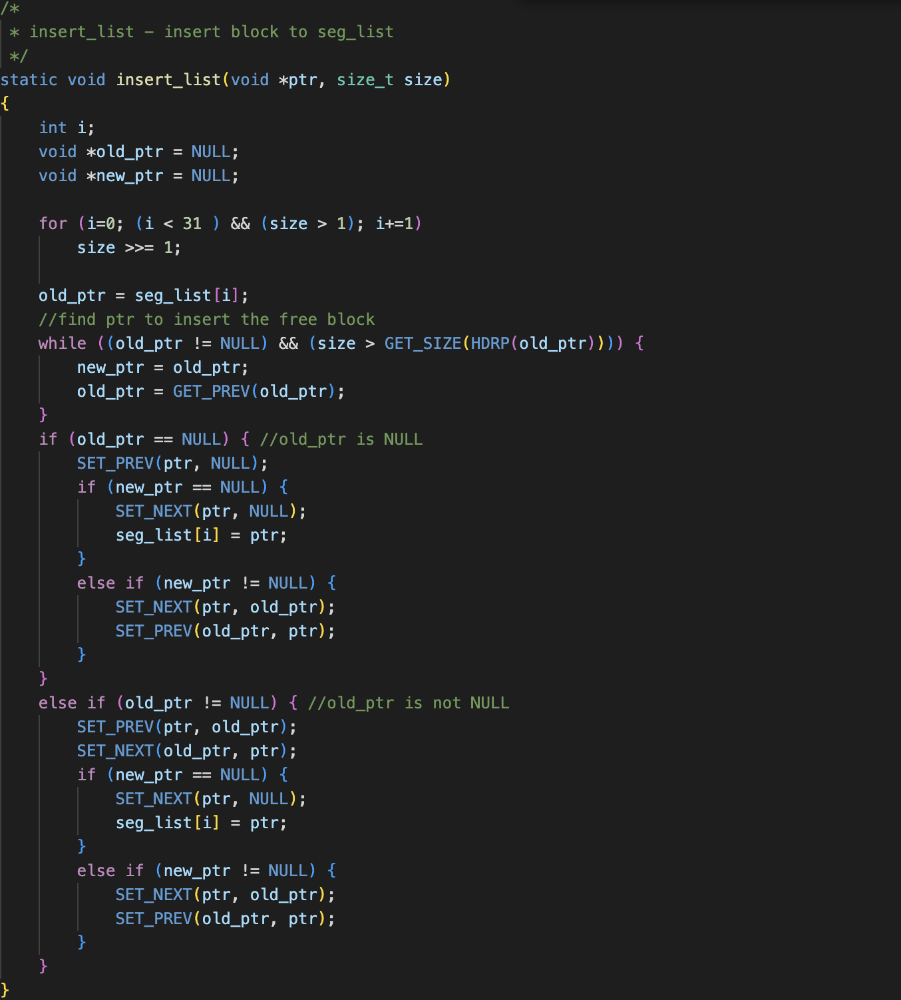 /*
 * insert_list - insert block to seg_list
 */
static void insert_list(void *ptr, size_t size)
{
    int i;
    void *old_ptr = NULL;
    void *new_ptr = NULL;

    for (i=0; (i < 31 ) && (size > 1); i+=1)
        size >>= 1;

    old_ptr = seg_list[i];
    //find ptr to insert the free block
    while ((old_ptr != NULL) && (size > GET_SIZE(HDRP(old_ptr)))) {
        new_ptr = old_ptr;
        old_ptr = GET_PREV(old_ptr);
    }
    if (old_ptr == NULL) { //old_ptr is NULL
        SET_PREV(ptr, NULL);
        if (new_ptr == NULL) {
            SET_NEXT(ptr, NULL);
            seg_list[i] = ptr;
        }
        else if (new_ptr != NULL) {
            SET_NEXT(ptr, old_ptr);
            SET_PREV(old_ptr, ptr);
        }
    }
    else if (old_ptr != NULL) { //old_ptr is not NULL
        SET_PREV(ptr, old_ptr);
        SET_NEXT(old_ptr, ptr);
        if (new_ptr == NULL) {
            SET_NEXT(ptr, NULL);
            seg_list[i] = ptr;
        }
        else if (new_ptr != NULL) {
            SET_NEXT(ptr, old_ptr);
            SET_PREV(old_ptr, ptr);
        }
    }
}